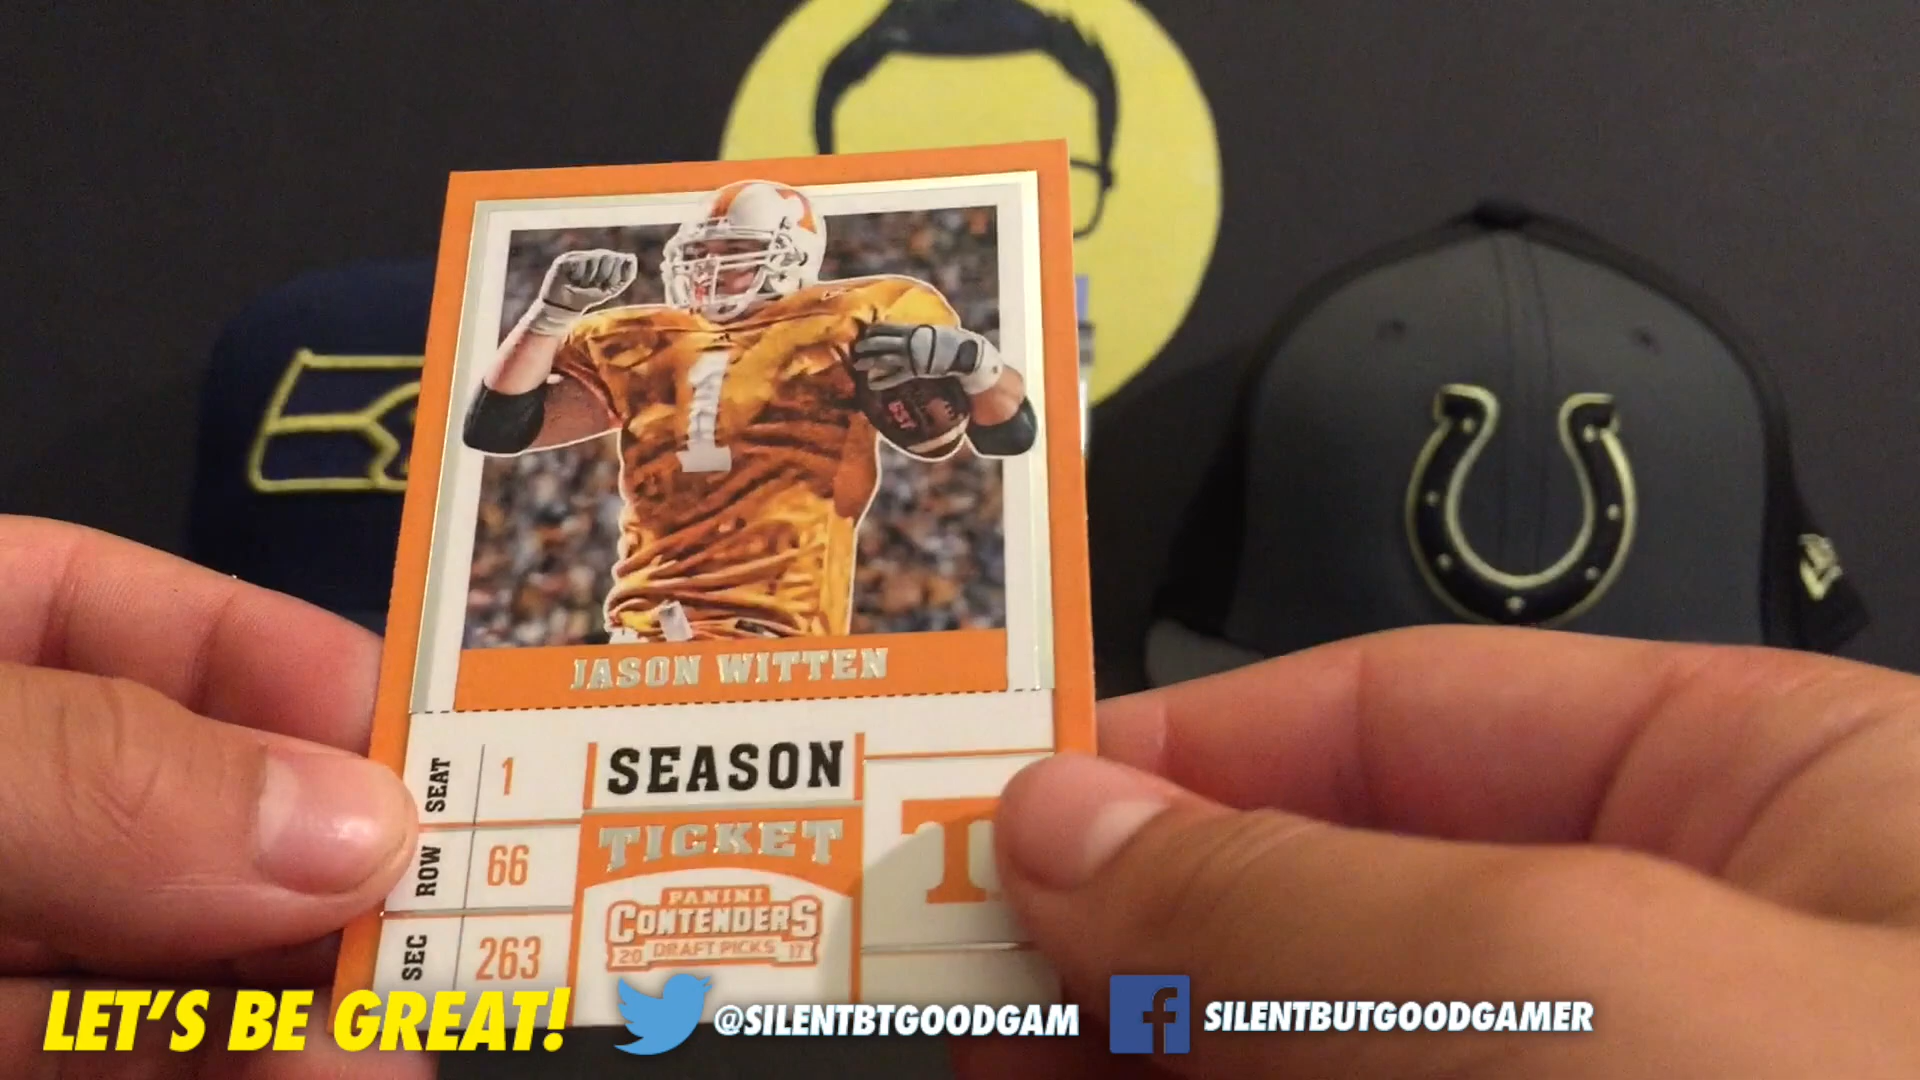 1
JASON WITTEN
SEAT 1
ROW 66
SEC 263
SEASON
TICKET
PANINI
CONTENDERS
20 DRAFT PICKS 17
LET'S BE GREAT!
@SILENTBTGOODGAM
SILENTBUTGOODGAMER